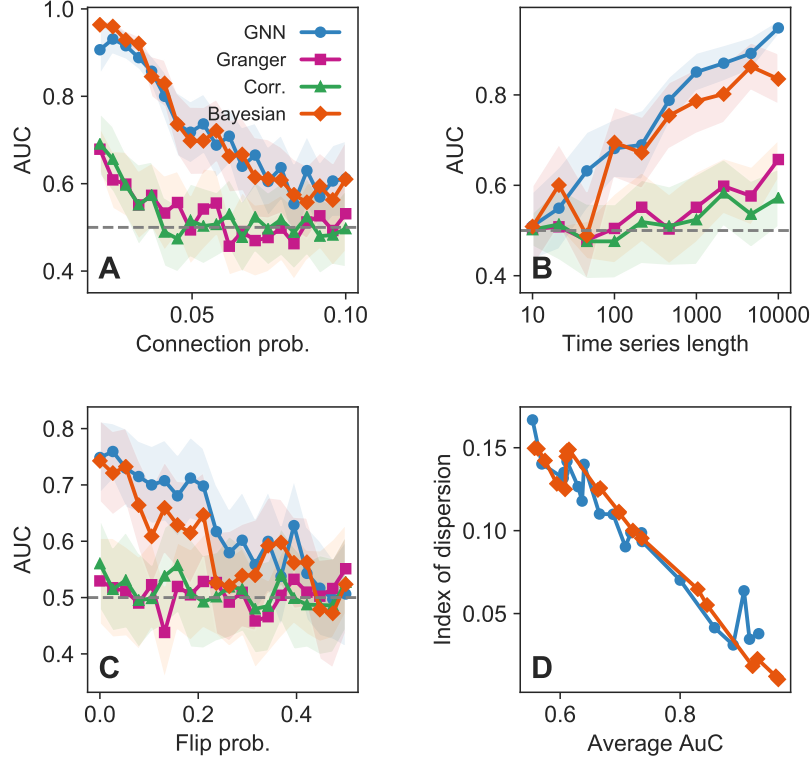 1.0
0.8
0.6
0.4
AUC
GNN
Granger
Corr.
Bayesian
A
0.05
0.10
Connection prob.
0.8
0.6
0.4
AUC
B
10
100
1000
10000
Time series length
0.8
0.7
0.6
0.5
0.4
AUC
C
0.0
0.2
0.4
Flip prob.
0.15
0.10
0.05
Index of dispersion
D
0.6
0.8
Average AuC